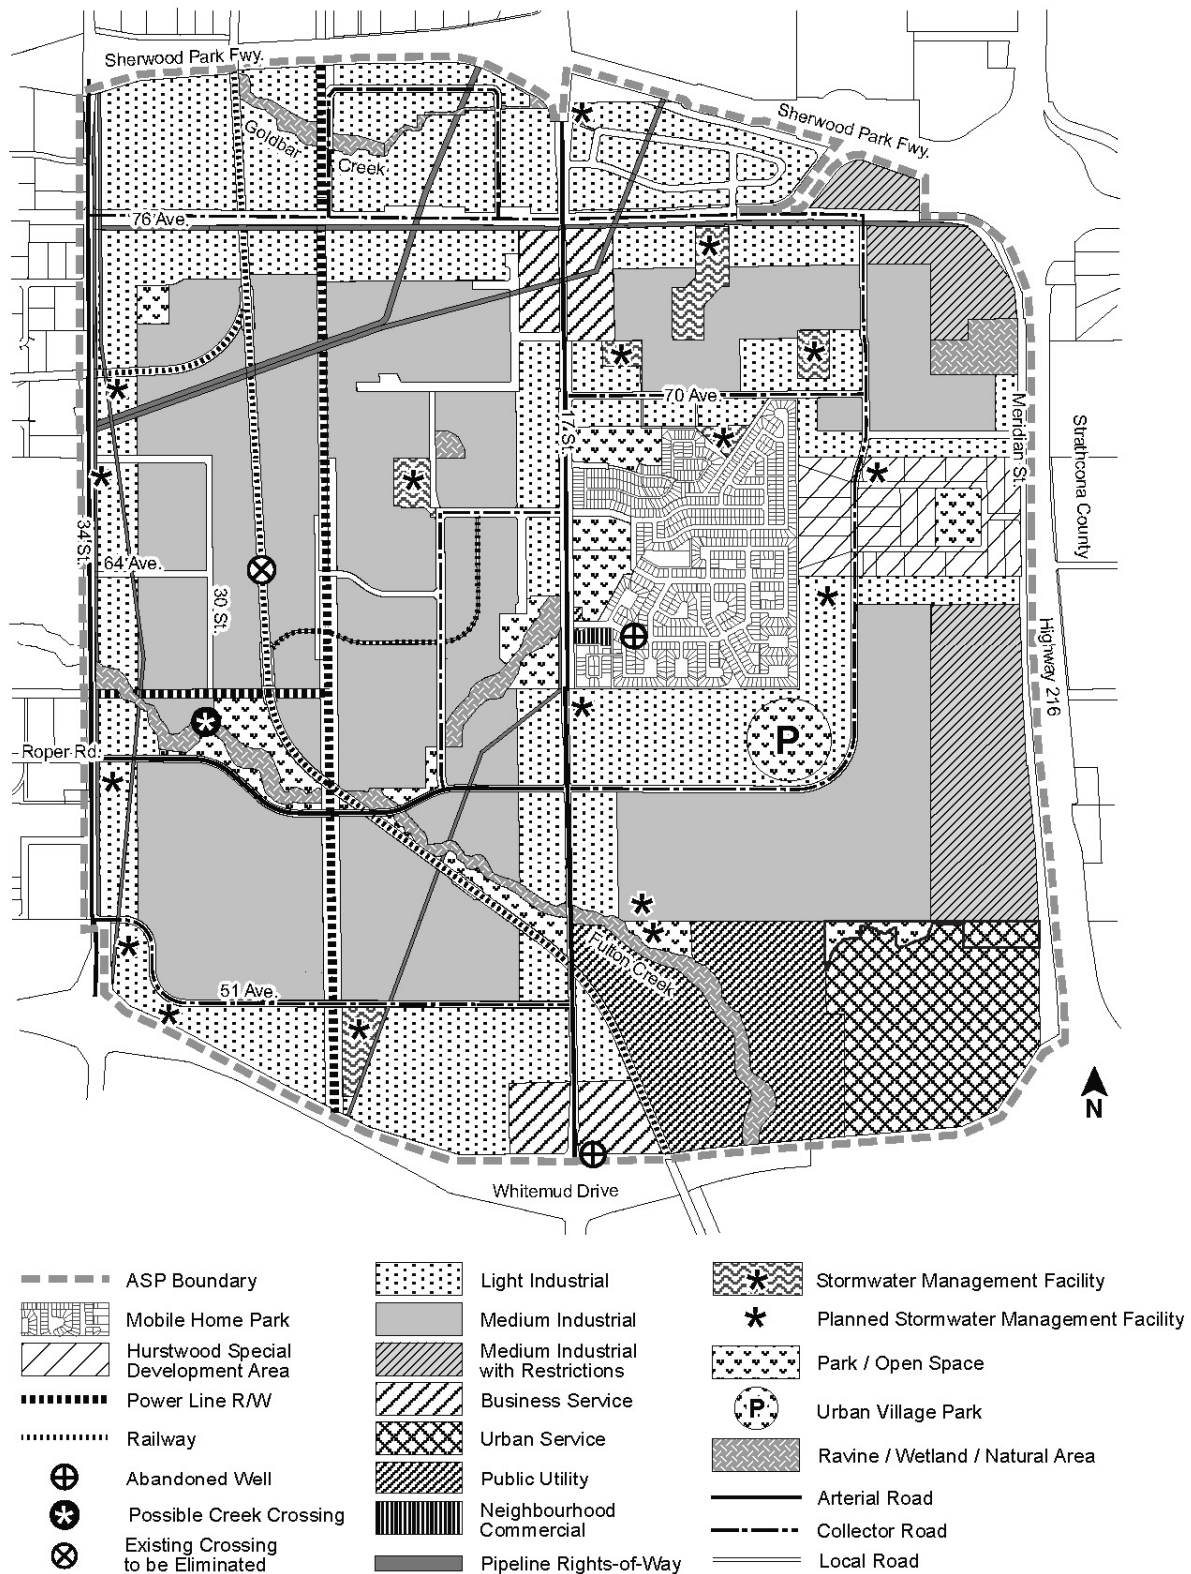 Sherwood Park Fwy.
Goldbar
Creek
Sherwood Park Fwy.
76 Ave.
70 Ave.
17 St.
Meridian St.
Strathcona County
34 St.
64 Ave.
30 St.
Highway 216
P
Roper Rd.
Fulton Creek
51 Ave.
N
Whitemud Drive
ASP Boundary
Mobile Home Park
Hurstwood Special
Development Area
Power Line R/W
Railway
Abandoned Well
Possible Creek Crossing
Existing Crossing
to be Eliminated
Light Industrial
Medium Industrial
Medium Industrial
with Restrictions
Business Service
Urban Service
Public Utility
Neighbourhood
Commercial
Pipeline Rights-of-Way
Stormwater Management Facility
Planned Stormwater Management Facility
Park / Open Space
P
Urban Village Park
Ravine / Wetland / Natural Area
Arterial Road
Collector Road
Local Road